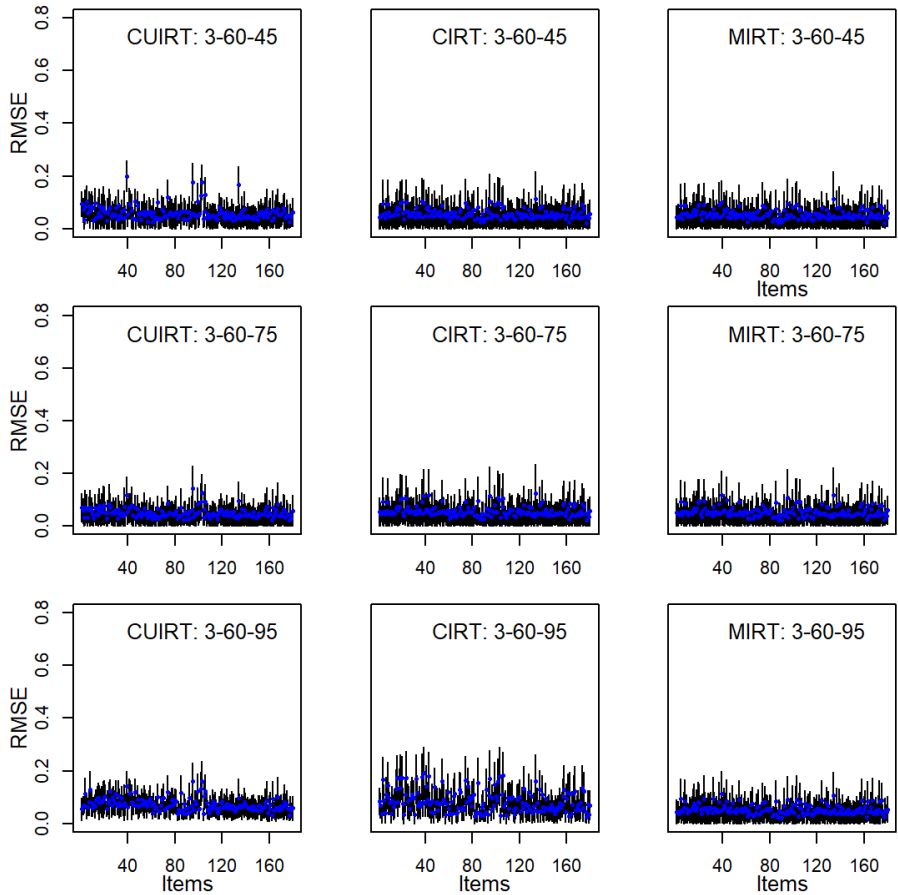 CUIRT: 3-60-45
CIRT: 3-60-45
MIRT: 3-60-45
RMSE
0.0 0.2 0.4 0.6 0.8
40 80 120 160
40 80 120 160
40 80 120 160
Items
CUIRT: 3-60-75
CIRT: 3-60-75
MIRT: 3-60-75
RMSE
0.0 0.2 0.4 0.6 0.8
40 80 120 160
40 80 120 160
40 80 120 160
CUIRT: 3-60-95
CIRT: 3-60-95
MIRT: 3-60-95
RMSE
0.0 0.2 0.4 0.6 0.8
40 80 120 160
40 80 120 160
40 80 120 160
Items
Items
Items